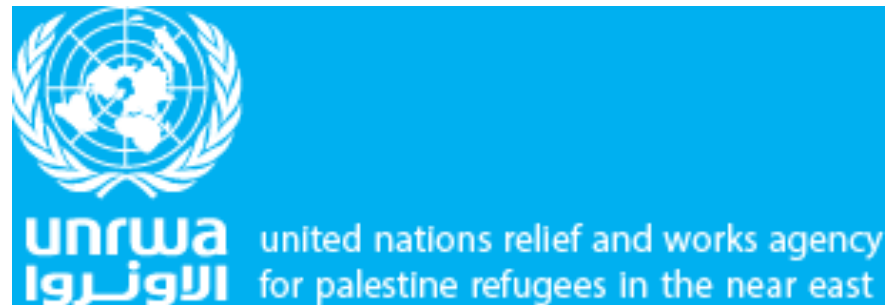 unrwa
الاونروا
united nations relief and works agency
for palestine refugees in the near east